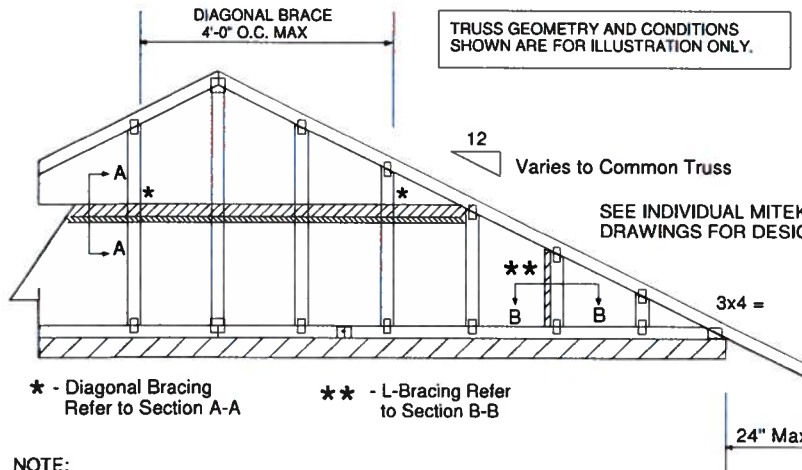 DIAGONAL BRACE
4'-0" O.C. MAX
TRUSS GEOMETRY AND CONDITIONS
SHOWN ARE FOR ILLUSTRATION ONLY.
12
Varies to Common Truss
A
*
*
SEE INDIVIDUAL MITEK
DRAWINGS FOR DESIG
A
**
B
B
3x4 =
* - Diagonal Bracing
Refer to Section A-A
** - L-Bracing Refer
to Section B-B
24" Max
NOTE: